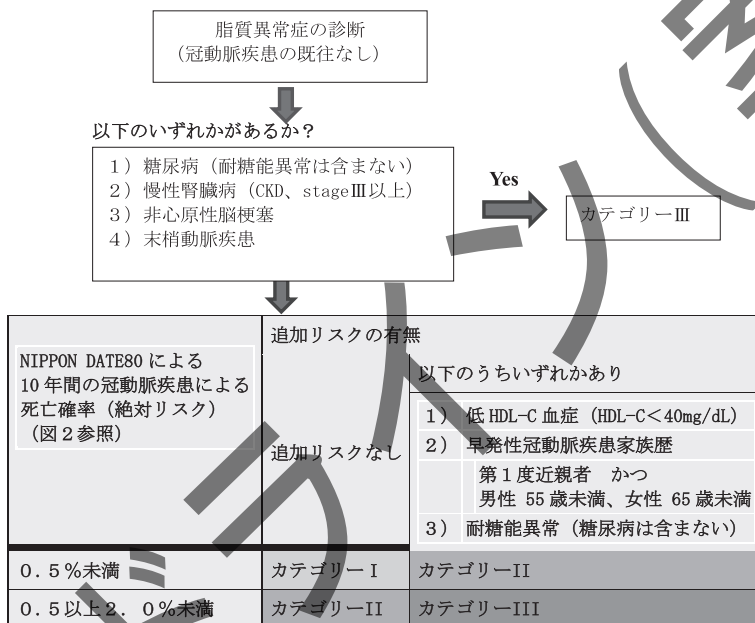 脂質異常症の診断
(冠動脈疾患の既往なし)
以下のいずれかがあるか?
1)糖尿病(耐糖能異常は含まない)
2)慢性腎臓病(CKD、stageⅢ以上)
3)非心原性脳梗塞
4)末梢動脈疾患
Yes
カテゴリーⅢ
追加リスクの有無
NIPPON DATE80 による
10 年間の冠動脈疾患による
死亡確率(絶対リスク)
(図2参照)
追加リスクなし
以下のうちいずれかあり
1) 低 HDL-C 血症(HDL-C<40mg/dL)
2) 早発性冠動脈疾患家族歴
第1度近親者 かつ
男性 55 歳未満、女性 65 歳未満
3) 耐糖能異常(糖尿病は含まない)
0.5%未満 カテゴリーⅠ カテゴリーII
0.5以上2.0%未満 カテゴリーII カテゴリーIII
ドライン(